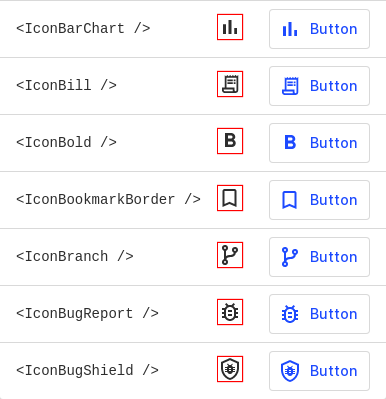 <IconBarChart /> Button
<IconBill /> Button
<IconBold /> B Button
<IconBookmarkBorder /> Button
<IconBranch /> Button
<IconBugReport /> Button
<IconBugShield /> Button